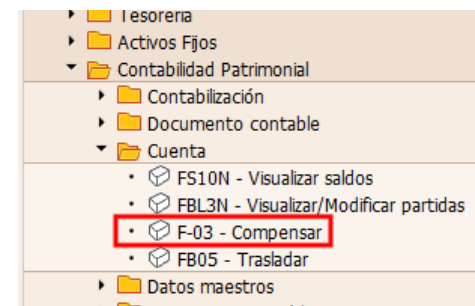 Tesorería
Activos Fijos
Contabilidad Patrimonial
Contabilización
Documento contable
Cuenta
FS10N - Visualizar saldos
FBL3N - Visualizar/Modificar partidas
F-03 - Compensar
FB05 - Trasladar
Datos maestros